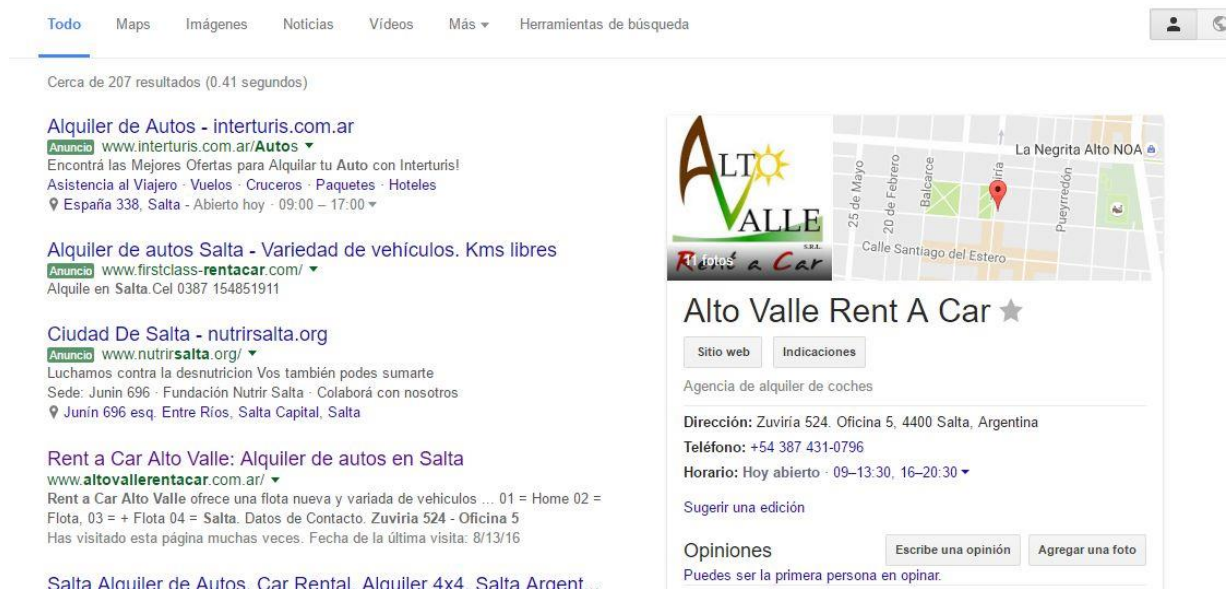 Todo Maps Imágenes Noticias Vídeos Más Herramientas de búsqueda
Cerca de 207 resultados (0.41 segundos)
Alquiler de Autos - interturis.com.ar
Anuncio www.interturis.com.ar/Autos
Encontrá las Mejores Ofertas para Alquilar tu Auto con Interturis!
Asistencia al Viajero · Vuelos · Cruceros · Paquetes · Hoteles
España 338, Salta - Abierto hoy · 09:00 – 17:00
Alquiler de autos Salta - Variedad de vehículos. Kms libres
Anuncio www.firstclass-rentacar.com/
Alquile en Salta.Cel 0387 154851911
Ciudad De Salta - nutrirsalta.org
Anuncio www.nutrirsalta.org/
Luchamos contra la desnutricion Vos también podes sumarte
Sede: Junin 696 · Fundación Nutrir Salta · Colaborá con nosotros
Junín 696 esq. Entre Ríos, Salta Capital, Salta
Rent a Car Alto Valle: Alquiler de autos en Salta
www.altovallerentacar.com.ar/
Rent a Car Alto Valle ofrece una flota nueva y variada de vehiculos ... 01 = Home 02 =
Flota, 03 = + Flota 04 = Salta. Datos de Contacto. Zuviria 524 - Oficina 5
Has visitado esta página muchas veces. Fecha de la última visita: 8/13/16
Salta Alquiler de Autos, Car Rental, Alquiler 4x4, Salta Argent...
ALTO
VALLE
S.R.L.
Rent a Car
11 fotos
La Negrita Alto NOA
25 de Mayo
20 de Febrero
Balcarce
Pueyrredón
Calle Santiago del Estero
Alto Valle Rent A Car
Sitio web Indicaciones
Agencia de alquiler de coches
Dirección: Zuviría 524. Oficina 5, 4400 Salta, Argentina
Teléfono: +54 387 431-0796
Horario: Hoy abierto · 09–13:30, 16–20:30
Sugerir una edición
Opiniones Escribe una opinión Agregar una foto
Puedes ser la primera persona en opinar.